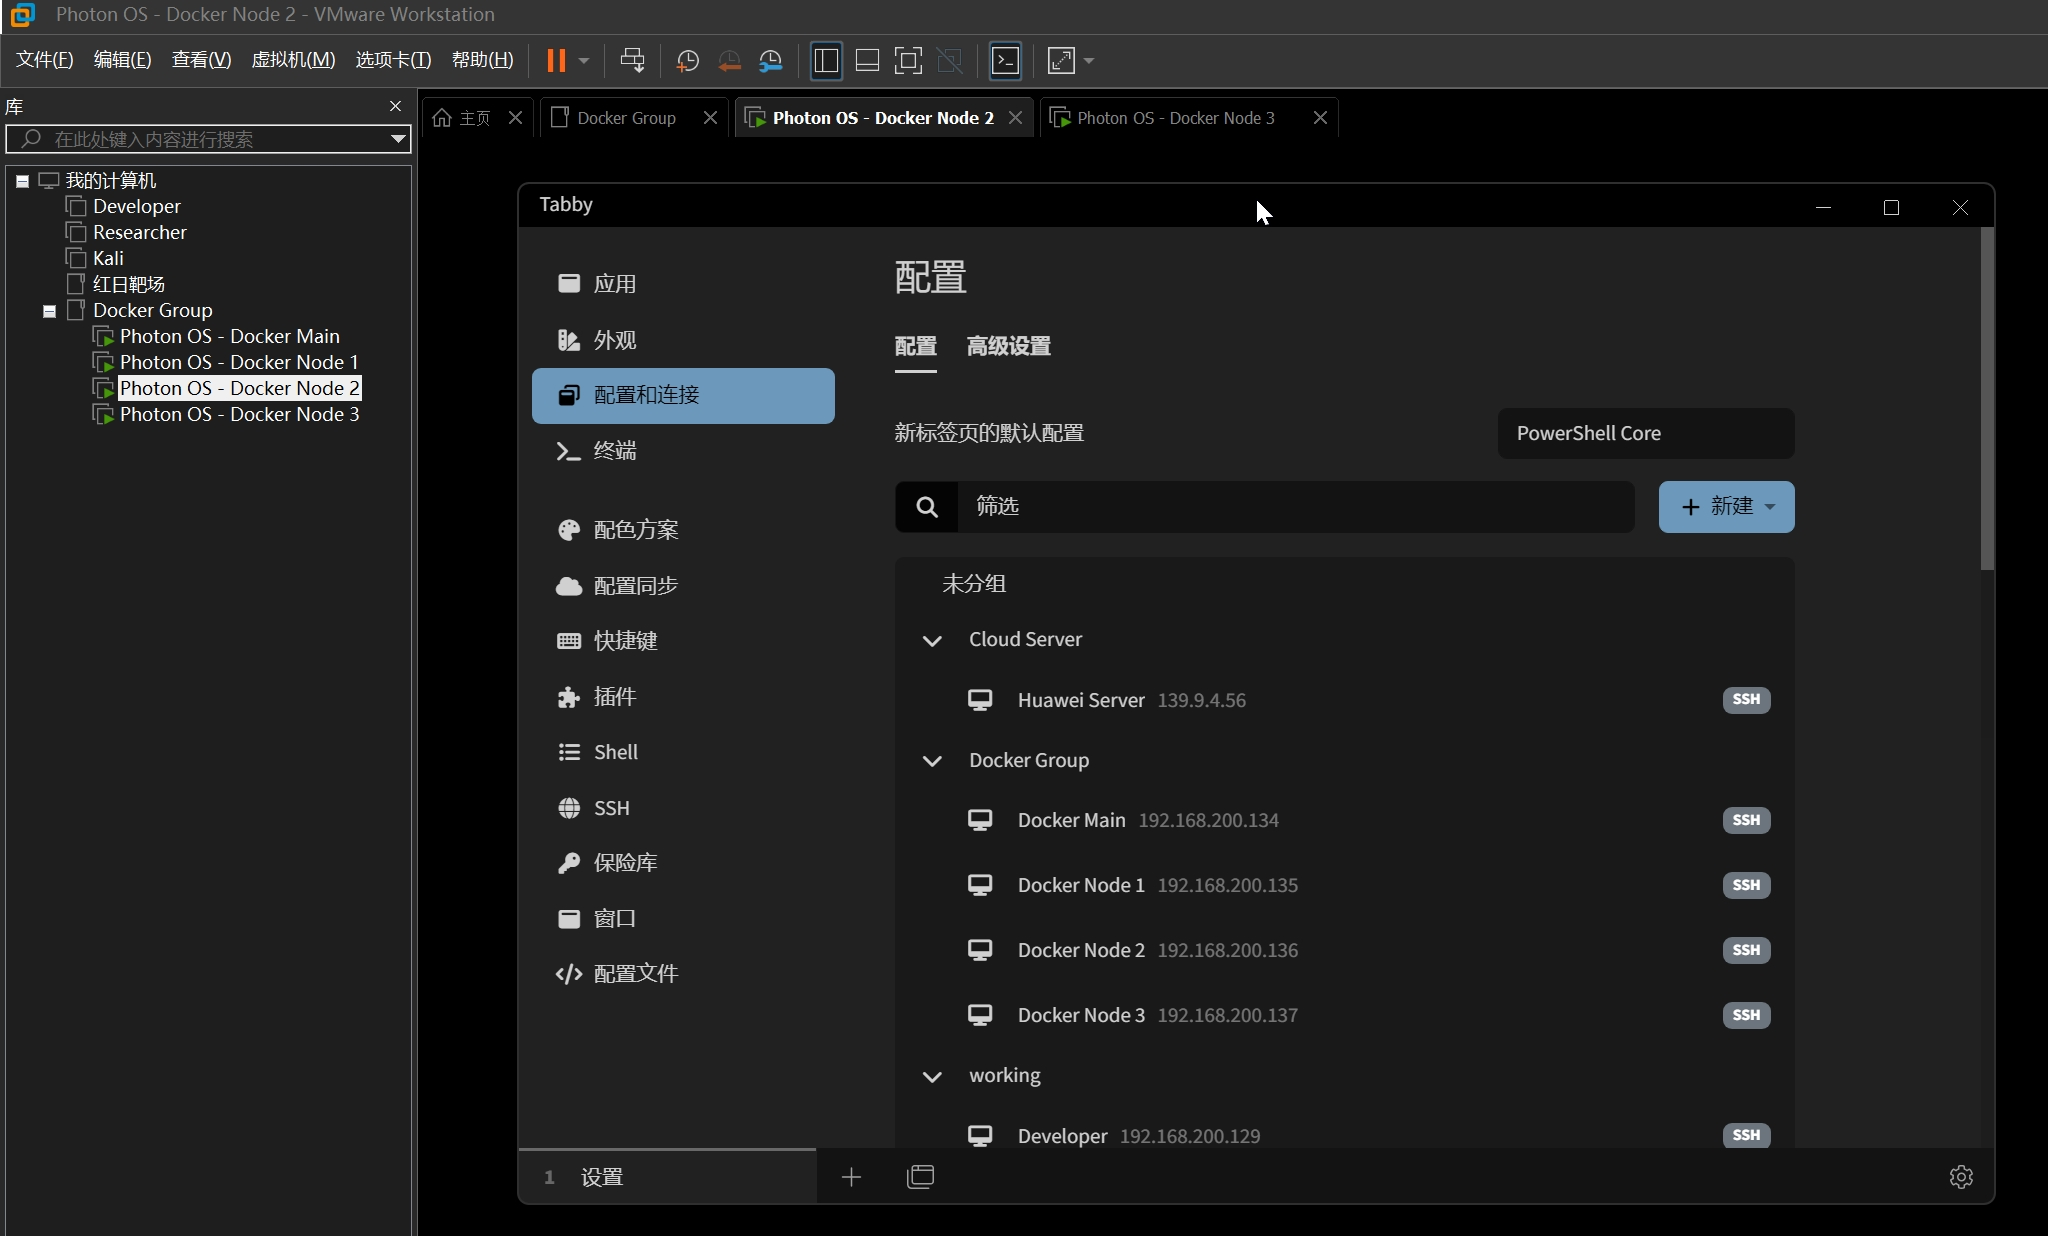 Photon OS - Docker Node 2 - VMware Workstation
文件(F) 编辑(E) 查看(V) 虚拟机(M) 选项卡(T) 帮助(H)
库
在此处键入内容进行搜索
我的计算机
Developer
Researcher
Kali
红日靶场
Docker Group
Photon OS - Docker Main
Photon OS - Docker Node 1
Photon OS - Docker Node 2
Photon OS - Docker Node 3
主页
Docker Group
Photon OS - Docker Node 2
Photon OS - Docker Node 3
Tabby
应用
外观
配置和连接
终端
配色方案
配置同步
快捷键
插件
Shell
SSH
保险库
窗口
配置文件
配置
配置 高级设置
新标签页的默认配置 PowerShell Core
筛选 新建
未分组
Cloud Server
Huawei Server 139.9.4.56 SSH
Docker Group
Docker Main 192.168.200.134 SSH
Docker Node 1 192.168.200.135 SSH
Docker Node 2 192.168.200.136 SSH
Docker Node 3 192.168.200.137 SSH
working
Developer 192.168.200.129 SSH
1 设置